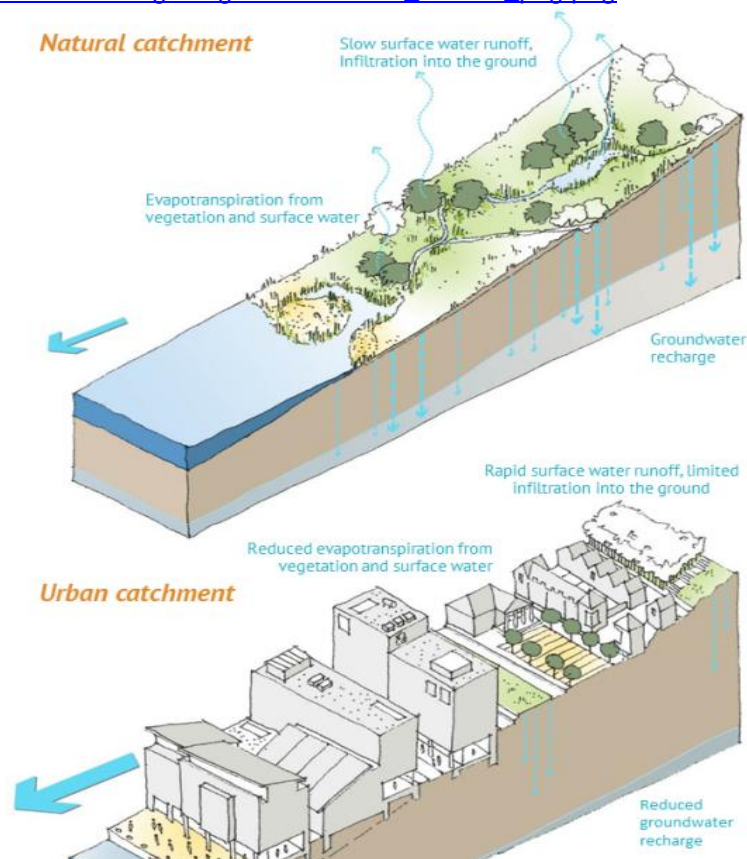 Natural catchment
Slow surface water runoff,
Infiltration into the ground
Evapotranspiration from
vegetation and surface water
Groundwater
recharge
Rapid surface water runoff, limited
infiltration into the ground
Reduced evapotranspiration from
vegetation and surface water
Urban catchment
Reduced
groundwater
recharge